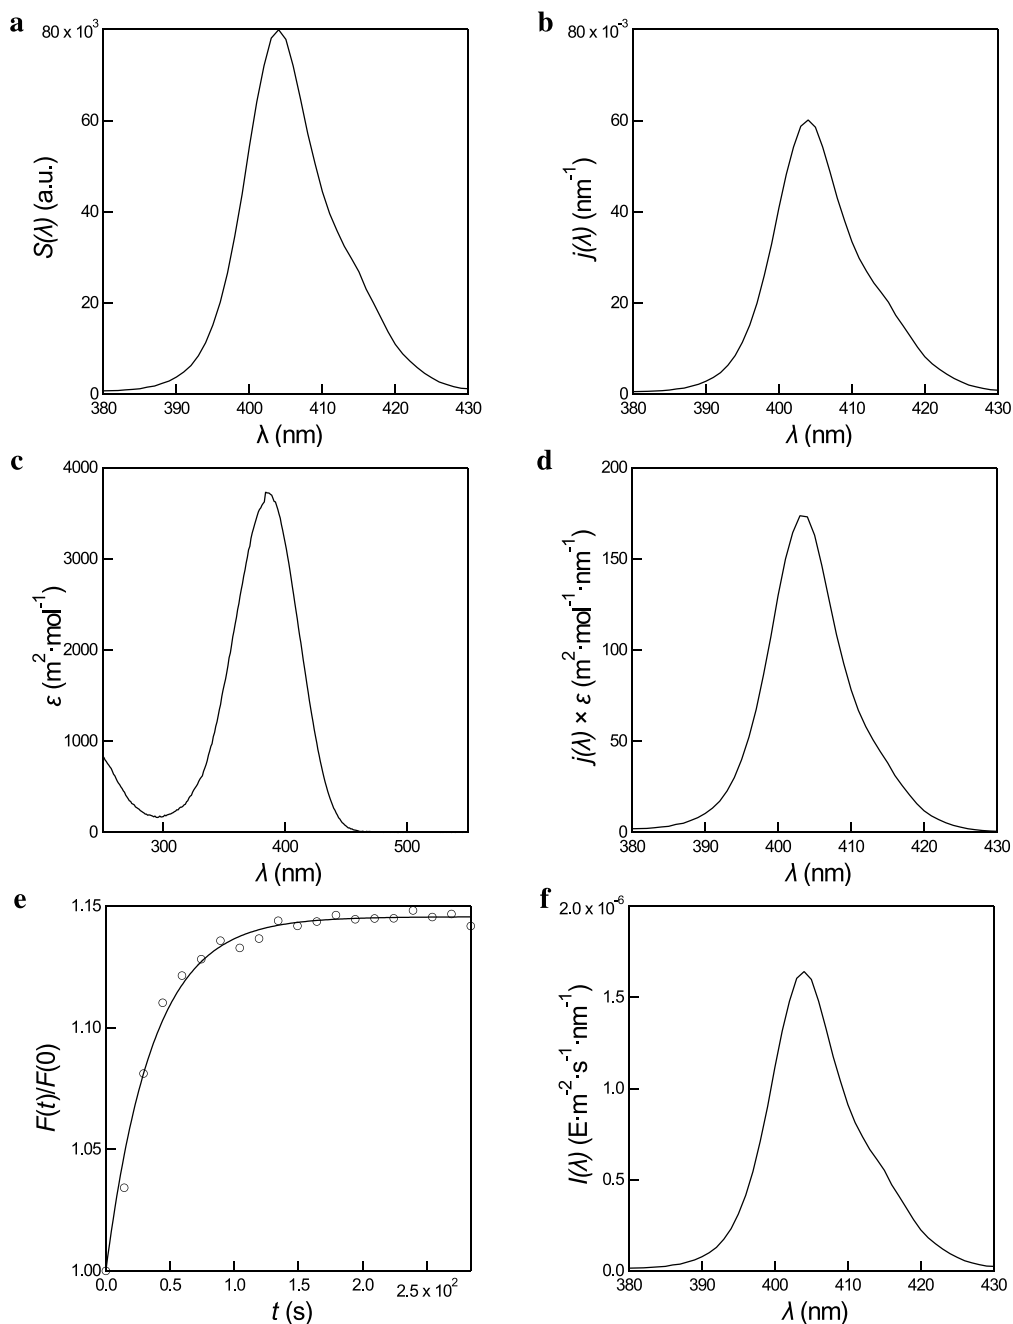 a
80 x 10³
60
40
20
0
380 390 400 410 420 430
S(λ) (a.u.)
λ (nm)
b
80 x 10⁻³
60
40
20
0
380 390 400 410 420 430
j(λ) (nm⁻¹)
λ (nm)
c
4000
3000
2000
1000
0
300 400 500
ε (m²·mol⁻¹)
λ (nm)
d
200
150
100
50
0
380 390 400 410 420 430
j(λ) × ε (m²·mol⁻¹·nm⁻¹)
λ (nm)
e
1.15
1.10
1.05
1.00
0.0 0.5 1.0 1.5 2.0 2.5 x 10²
F(t)/F(0)
t (s)
f
2.0 x 10⁻⁶
1.5
1.0
0.5
0.0
380 390 400 410 420 430
I(λ) (E·m⁻²·s⁻¹·nm⁻¹)
λ (nm)